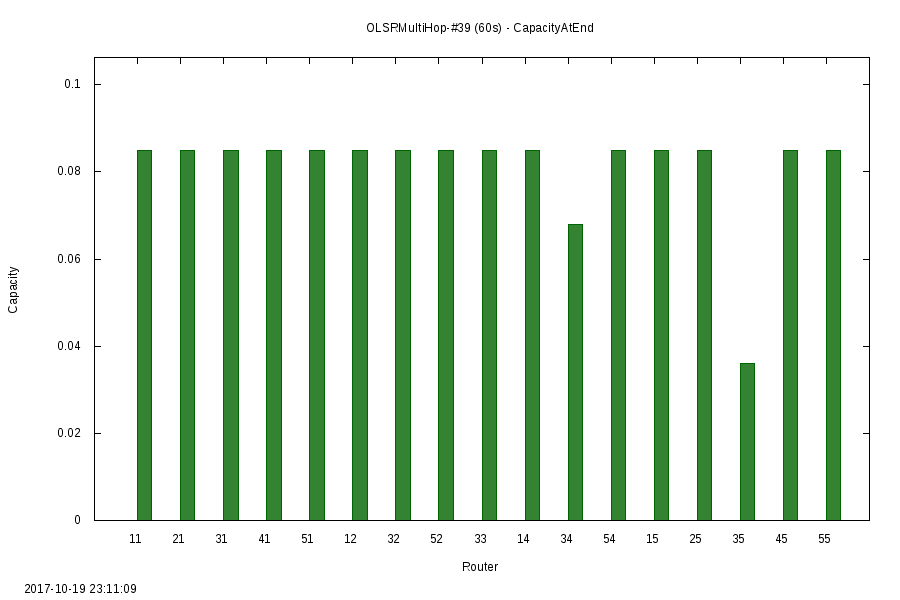 OLSRMultiHop-#39 (60s) - CapacityAtEnd
0.1
0.08
0.06
0.04
0.02
0
Capacity
11 21 31 41 51 12 32 52 33 14 34 54 15 25 35 45 55
Router
2017-10-19 23:11:09